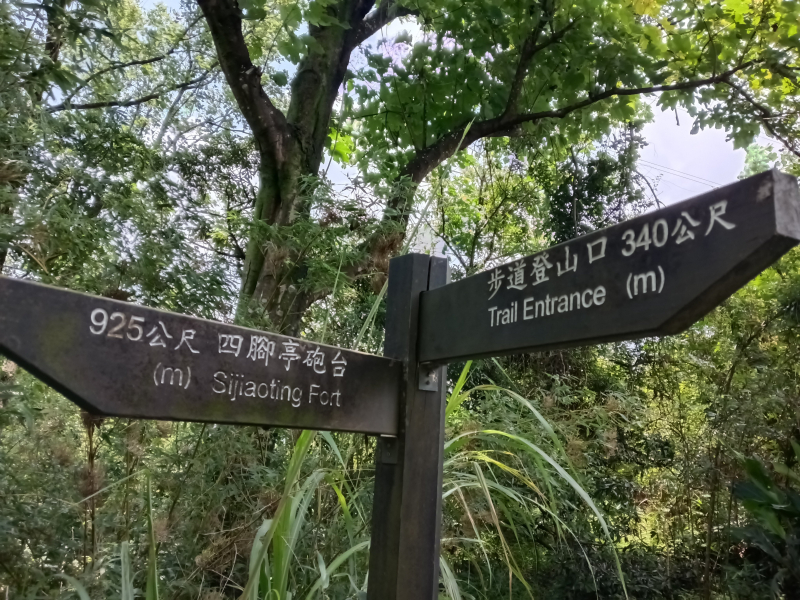 925公尺 四腳亭砲台
(m) Sijiaoting Fort
步道登山口 340公尺
Trail Entrance (m)